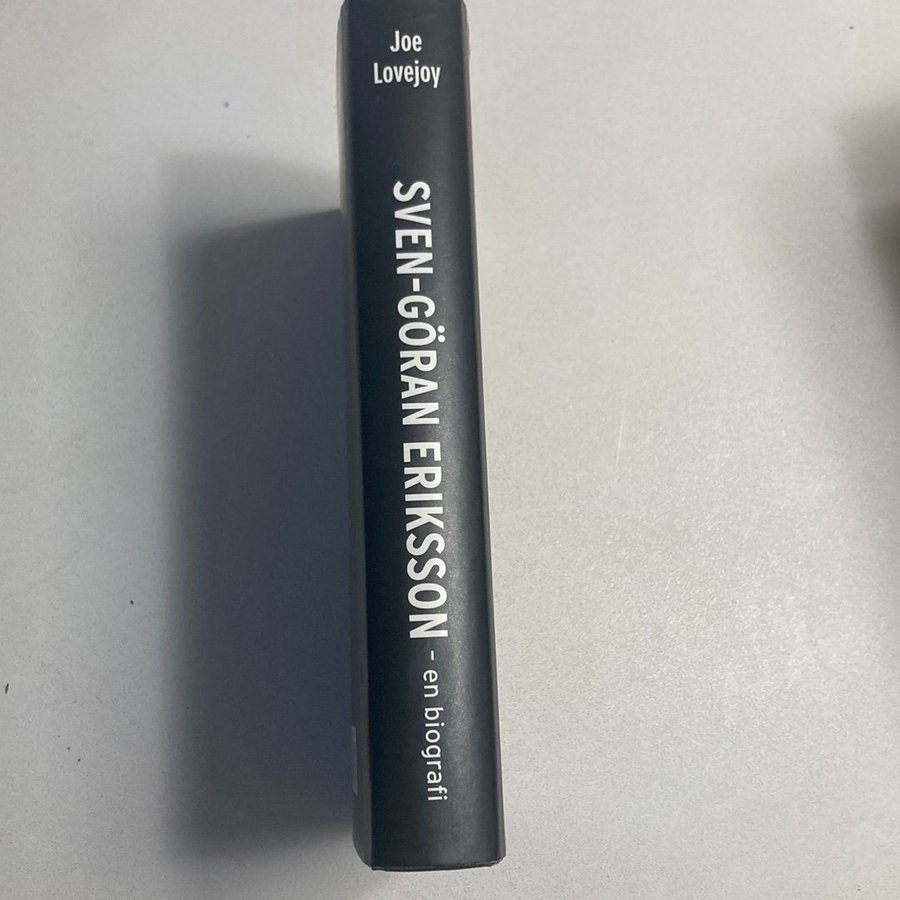 Joe
Lovejoy
SVEN-GÖRAN ERIKSSON - en biografi